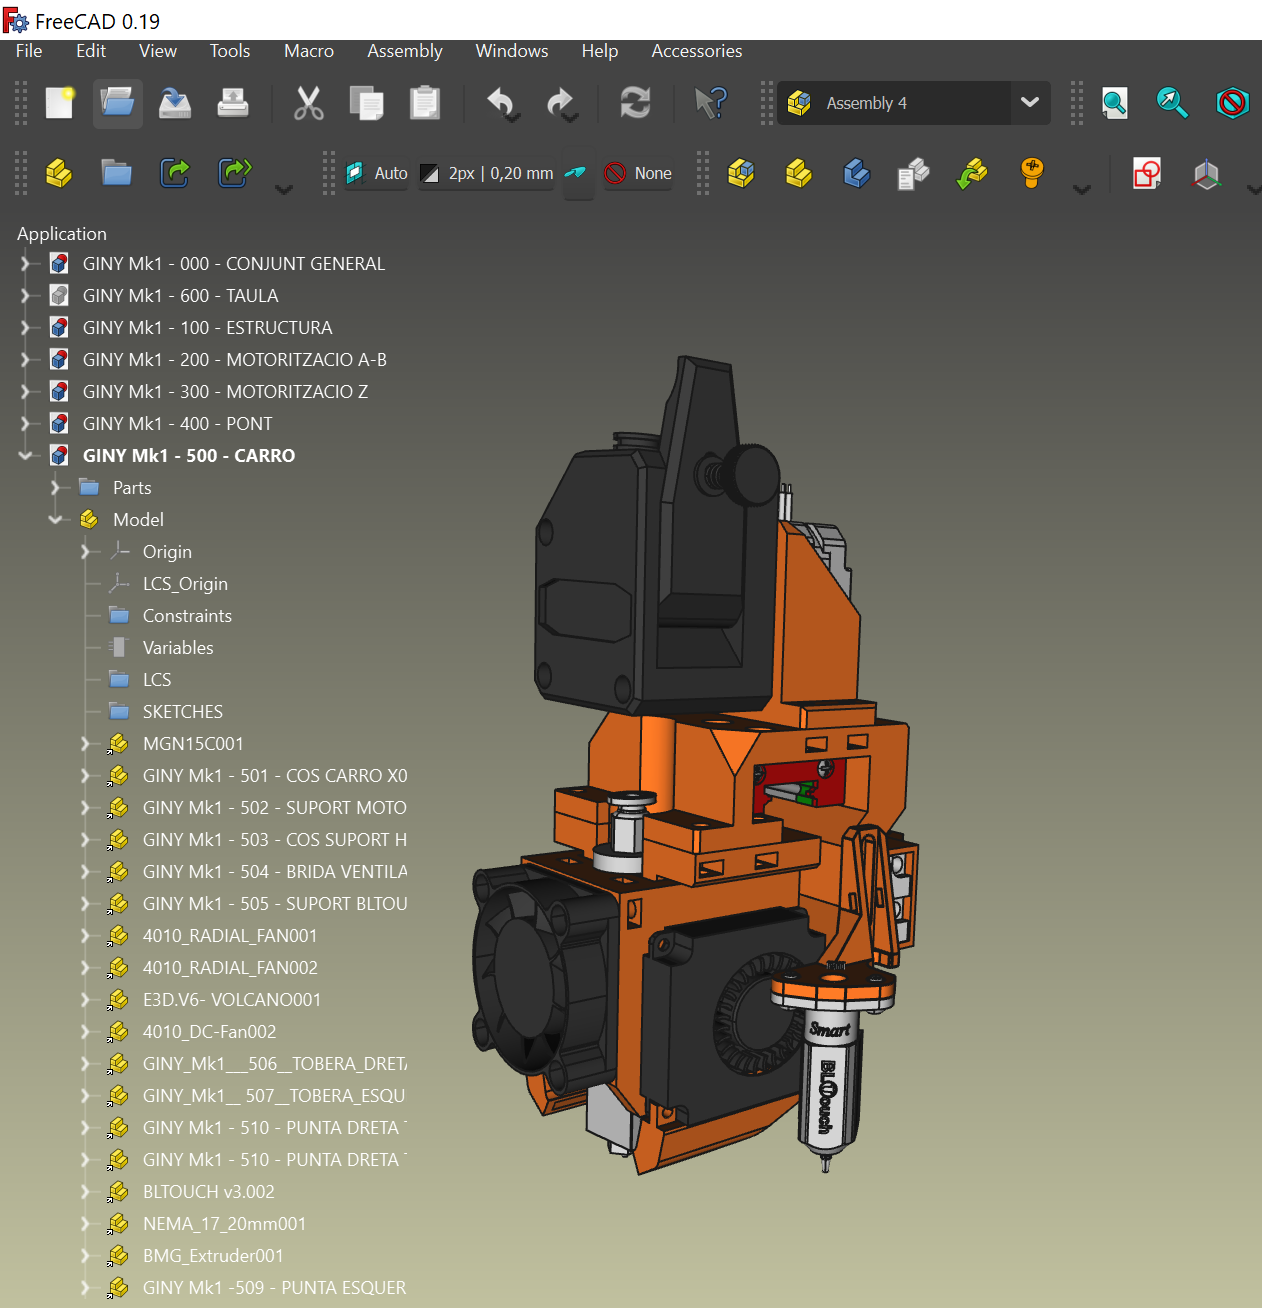 FreeCAD 0.19
File Edit View Tools Macro Assembly Windows Help Accessories
Assembly 4
Auto 2px | 0,20 mm None
Application
GINY Mk1 - 000 - CONJUNT GENERAL
GINY Mk1 - 600 - TAULA
GINY Mk1 - 100 - ESTRUCTURA
GINY Mk1 - 200 - MOTORITZACIO A-B
GINY Mk1 - 300 - MOTORITZACIO Z
GINY Mk1 - 400 - PONT
GINY Mk1 - 500 - CARRO
Parts
Model
Origin
LCS_Origin
Constraints
Variables
LCS
SKETCHES
MGN15C001
GINY Mk1 - 501 - COS CARRO X0
GINY Mk1 - 502 - SUPORT MOTO
GINY Mk1 - 503 - COS SUPORT H
GINY Mk1 - 504 - BRIDA VENTILA
GINY Mk1 - 505 - SUPORT BLTOU
4010_RADIAL_FAN001
4010_RADIAL_FAN002
E3D.V6- VOLCANO001
4010_DC-Fan002
GINY_Mk1___506__TOBERA_DRETA
GINY_Mk1__ 507__TOBERA_ESQU
GINY Mk1 - 510 - PUNTA DRETA
GINY Mk1 - 510 - PUNTA DRETA
BLTOUCH v3.002
NEMA_17_20mm001
BMG_Extruder001
GINY Mk1 -509 - PUNTA ESQUER
Smart
BLTouch